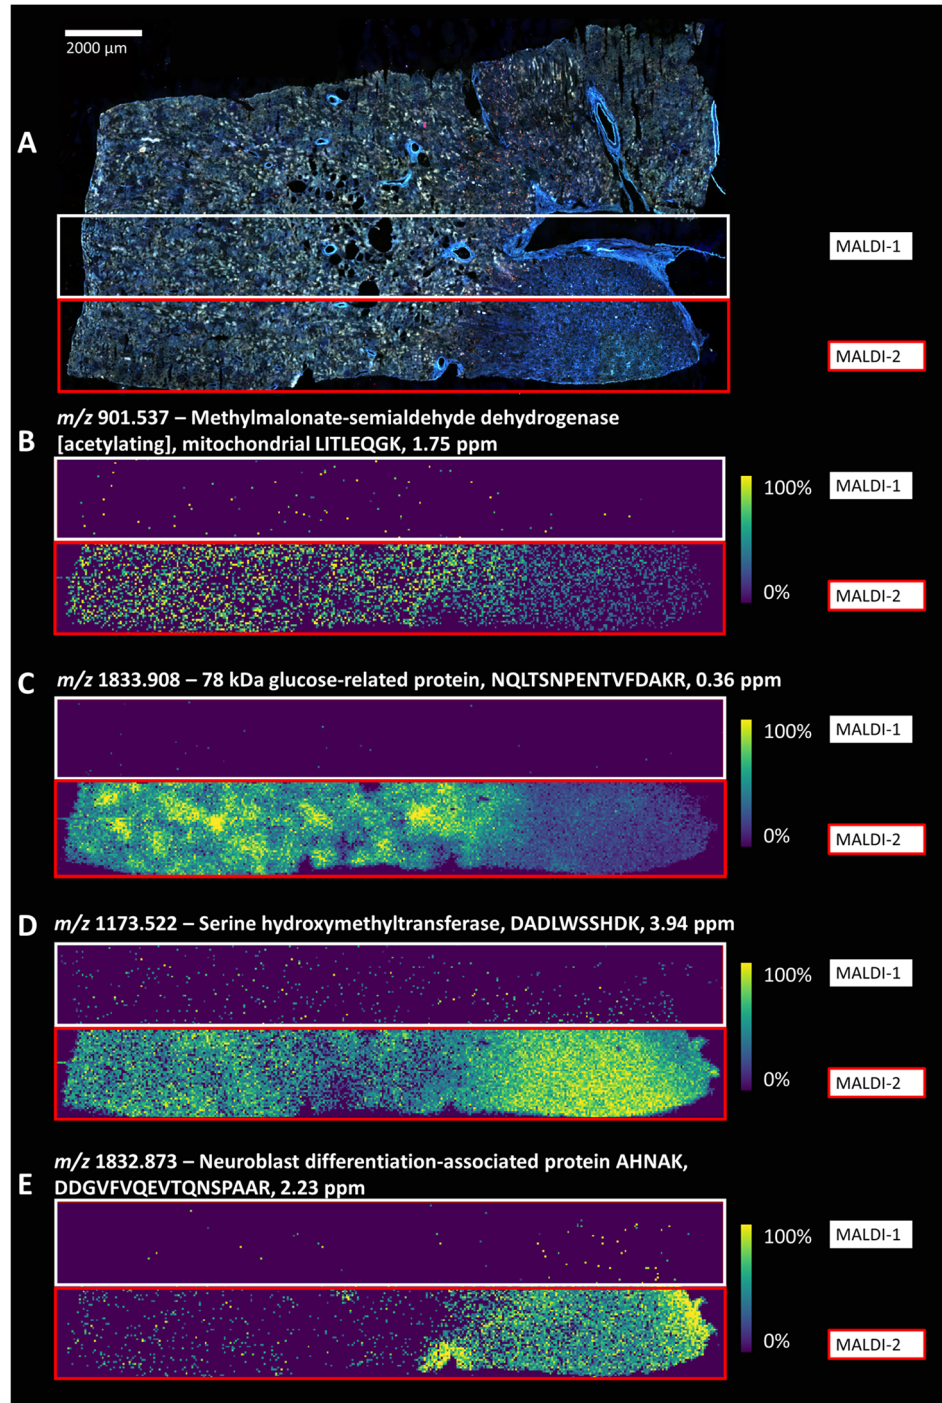 2000 µm
A
MALDI-1
MALDI-2
m/z 901.537 – Methylmalonate-semialdehyde dehydrogenase
[acetylating], mitochondrial LITLEQGK, 1.75 ppm
B
100%
0%
MALDI-1
MALDI-2
C
m/z 1833.908 – 78 kDa glucose-related protein, NQLTSNPENTVFDAKR, 0.36 ppm
100%
0%
MALDI-1
MALDI-2
D
m/z 1173.522 – Serine hydroxymethyltransferase, DADLWSSHDK, 3.94 ppm
100%
0%
MALDI-1
MALDI-2
m/z 1832.873 – Neuroblast differentiation-associated protein AHNAK,
E
DDGVFVQEVTQNSPAAR, 2.23 ppm
100%
0%
MALDI-1
MALDI-2